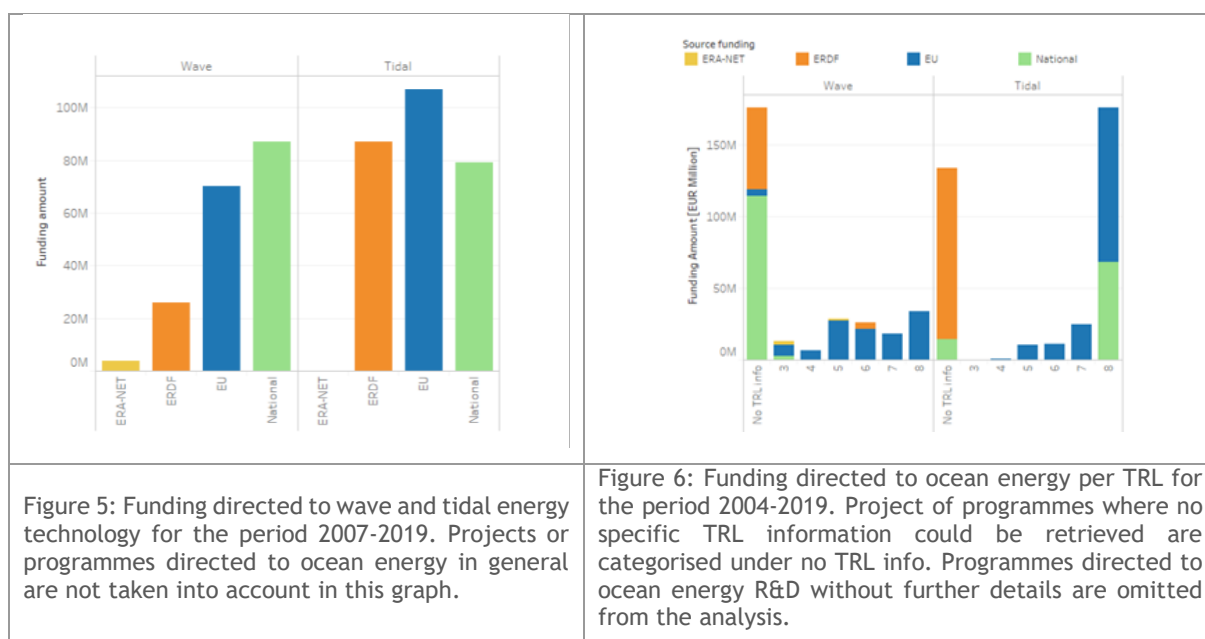 Wave Tidal
100M
80M
60M
40M
20M
0M
Funding amount
ERA-NET
ERDF
EU
National
ERA-NET
ERDF
EU
National
Source funding
ERA-NET ERDF EU National
Wave Tidal
150M
100M
50M
0M
Funding Amount [EUR Million]
No TRL info
3
4
5
6
7
8
No TRL info
3
4
5
6
7
8
Figure 5: Funding directed to wave and tidal energy
technology for the period 2007-2019. Projects or
programmes directed to ocean energy in general
are not taken into account in this graph.
Figure 6: Funding directed to ocean energy per TRL for
the period 2004-2019. Project of programmes where no
specific TRL information could be retrieved are
categorised under no TRL info. Programmes directed to
ocean energy R&D without further details are omitted
from the analysis.